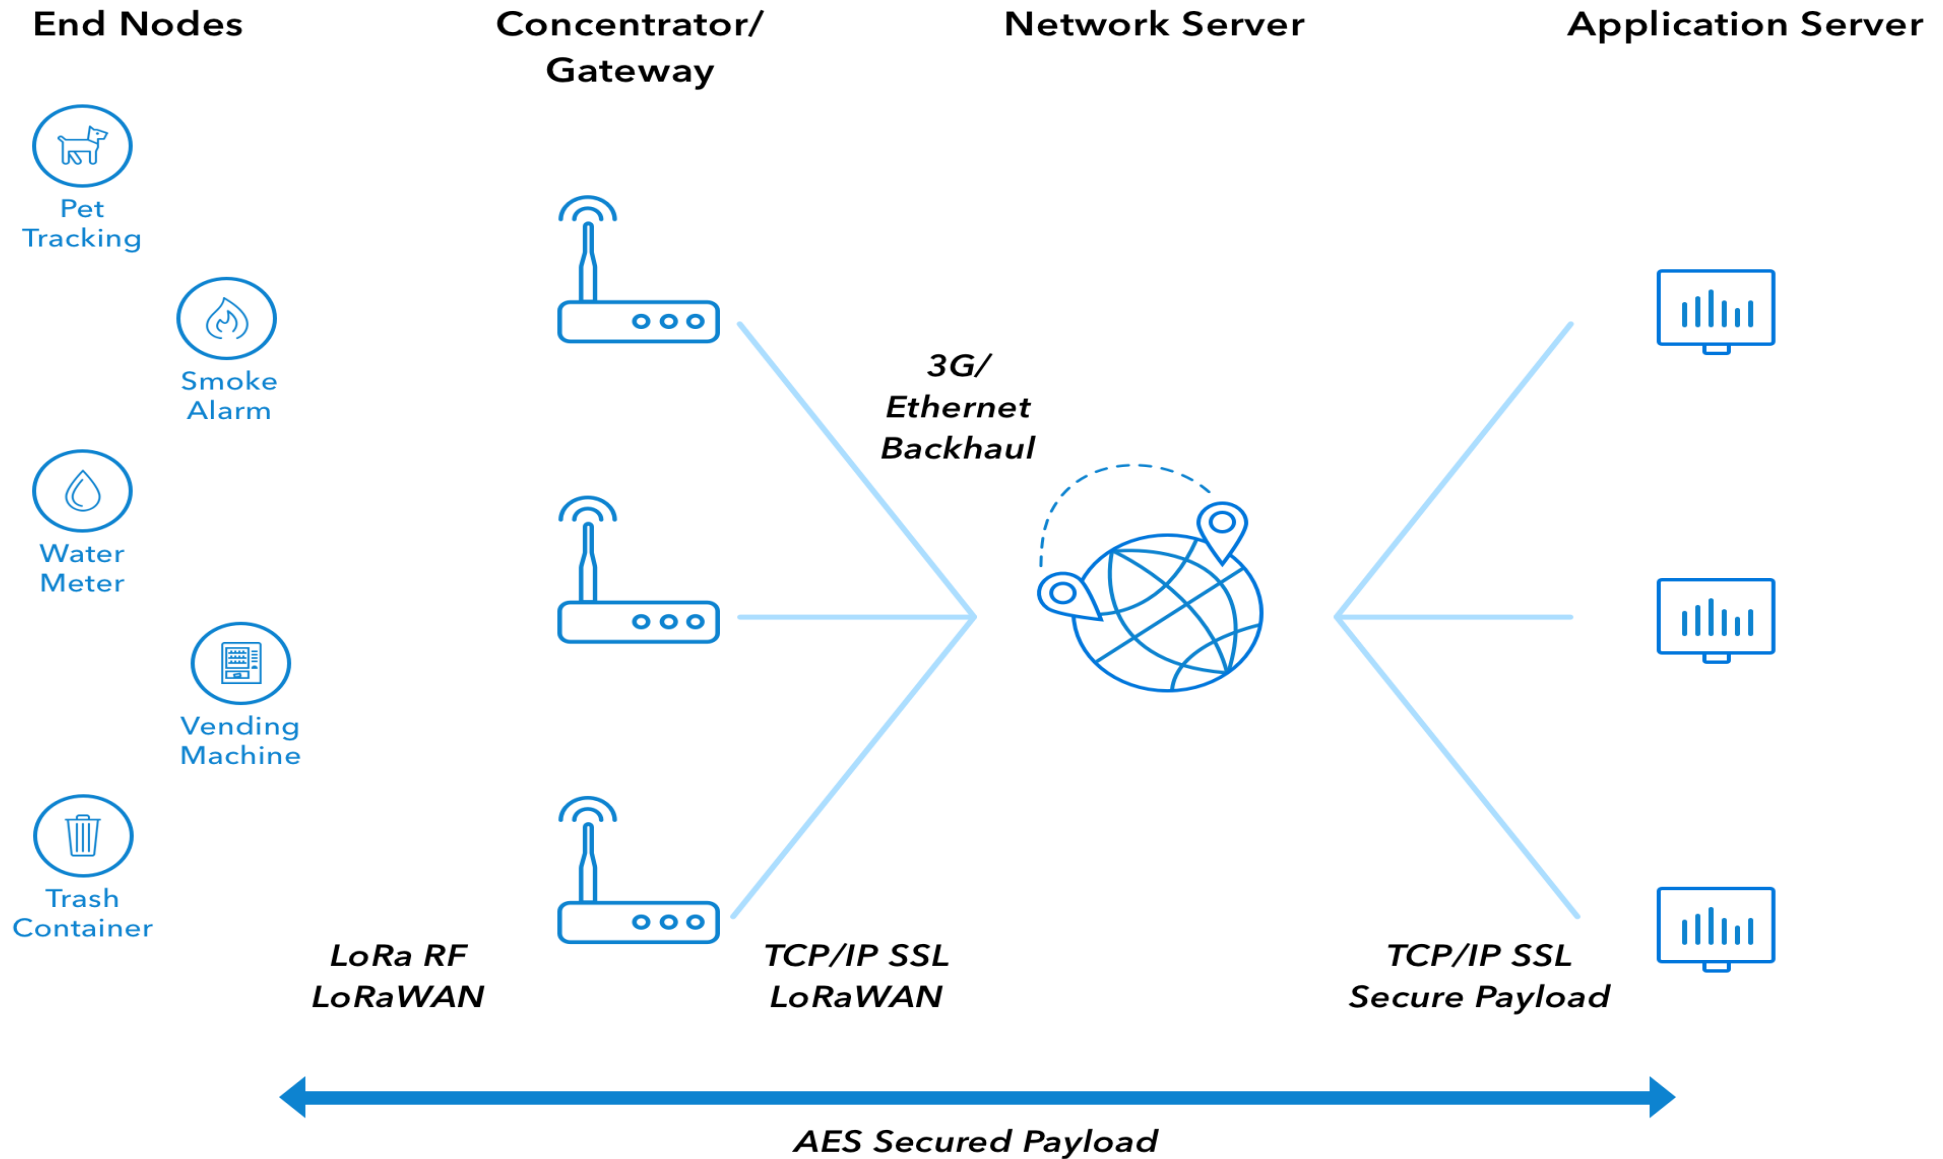 End Nodes
Concentrator/
Gateway
Network Server
Application Server
Pet
Tracking
Smoke
Alarm
Water
Meter
Vending
Machine
Trash
Container
3G/
Ethernet
Backhaul
LoRa RF
LoRaWAN
TCP/IP SSL
LoRaWAN
TCP/IP SSL
Secure Payload
AES Secured Payload